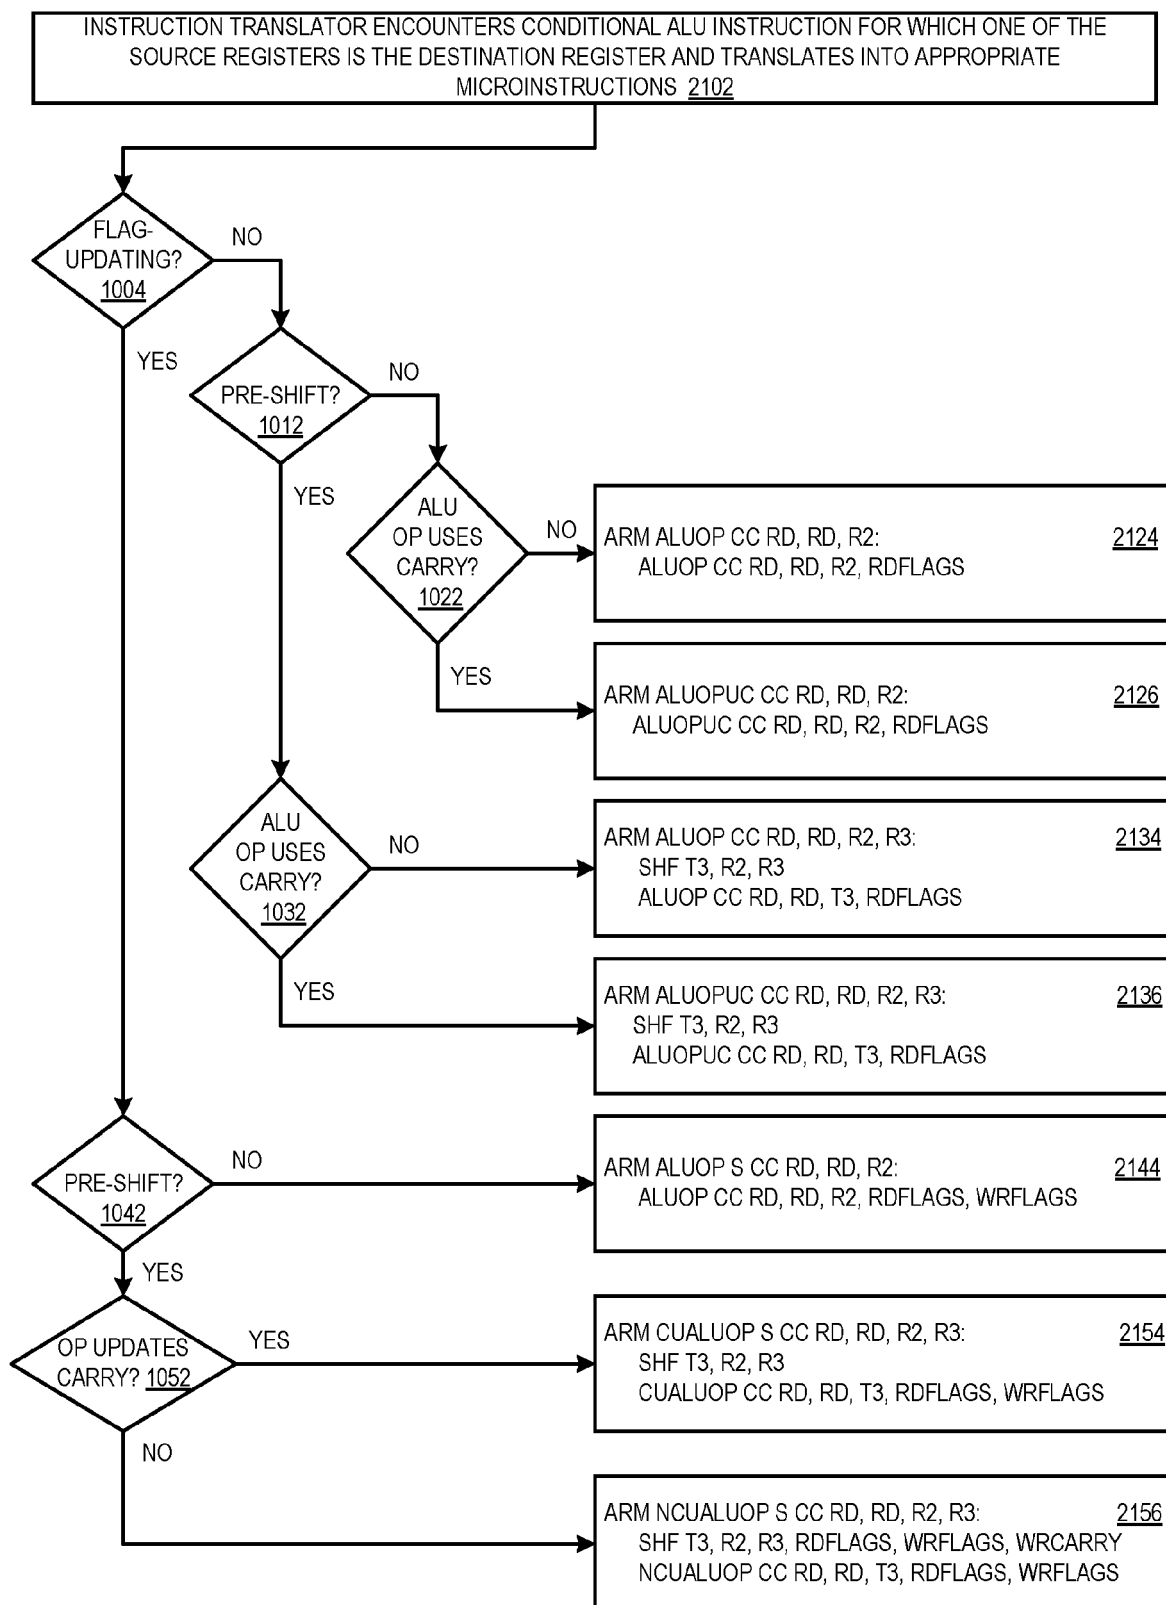 INSTRUCTION TRANSLATOR ENCOUNTERS CONDITIONAL ALU INSTRUCTION FOR WHICH ONE OF THE
SOURCE REGISTERS IS THE DESTINATION REGISTER AND TRANSLATES INTO APPROPRIATE
MICROINSTRUCTIONS 2102
FLAG-
UPDATING?
1004
NO
YES
PRE-SHIFT?
1012
NO
YES
ALU
OP USES
CARRY?
1022
NO
YES
ARM ALUOP CC RD, RD, R2: 2124
ALUOP CC RD, RD, R2, RDFLAGS
ARM ALUOPUC CC RD, RD, R2: 2126
ALUOPUC CC RD, RD, R2, RDFLAGS
ALU
OP USES
CARRY?
1032
NO
YES
ARM ALUOP CC RD, RD, R2, R3: 2134
SHF T3, R2, R3
ALUOP CC RD, RD, T3, RDFLAGS
ARM ALUOPUC CC RD, RD, R2, R3: 2136
SHF T3, R2, R3
ALUOPUC CC RD, RD, T3, RDFLAGS
PRE-SHIFT?
1042
NO
YES
ARM ALUOP S CC RD, RD, R2: 2144
ALUOP CC RD, RD, R2, RDFLAGS, WRFLAGS
OP UPDATES
CARRY? 1052
YES
NO
ARM CUALUOP S CC RD, RD, R2, R3: 2154
SHF T3, R2, R3
CUALUOP CC RD, RD, T3, RDFLAGS, WRFLAGS
ARM NCUALUOP S CC RD, RD, R2, R3: 2156
SHF T3, R2, R3, RDFLAGS, WRFLAGS, WRCARRY
NCUALUOP CC RD, RD, T3, RDFLAGS, WRFLAGS